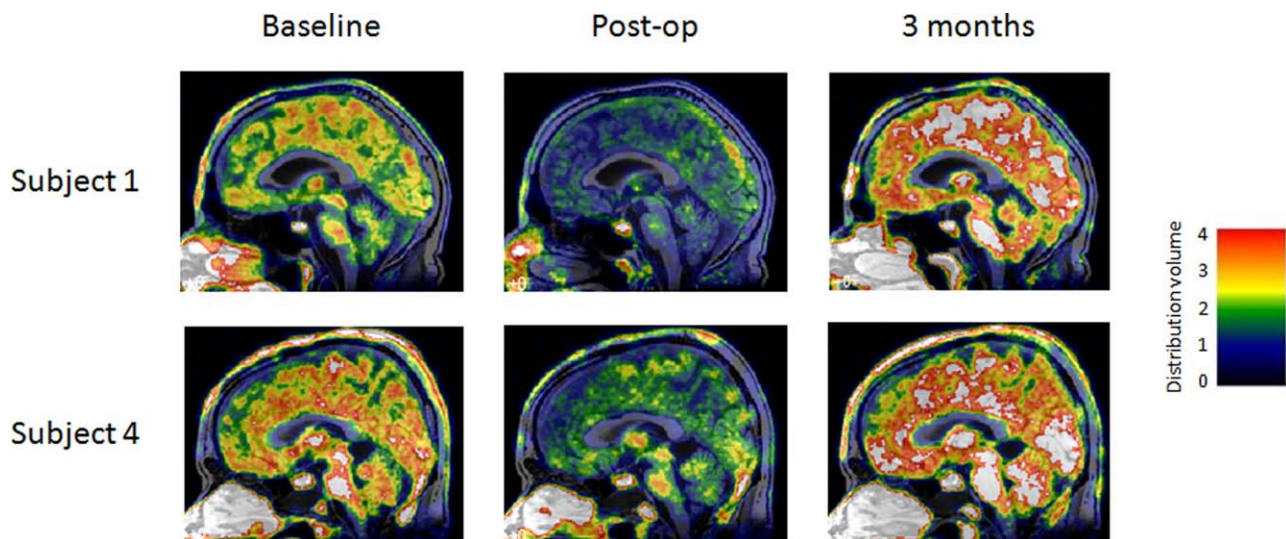 Baseline
Post-op
3 months
Subject 1
Subject 4
Distribution volume
4
3
2
1
0